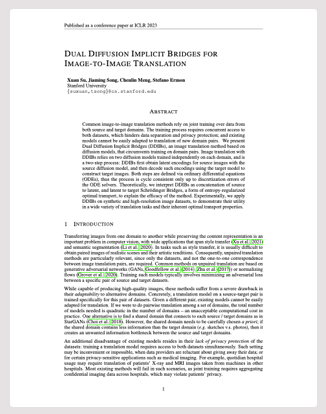 Published as a conference paper at ICLR 2023
DUAL DIFFUSION IMPLICIT BRIDGES FOR
IMAGE-TO-IMAGE TRANSLATION
Xuan Su, Jiaming Song, Chenlin Meng, Stefano Ermon
Stanford University
ABSTRACT
Common image-to-image translation methods rely on joint training over data from
both source and target domains. The training process requires concurrent access to
both datasets, which hinders data separation and privacy protection; and existing
models cannot be easily adapted for translation of new domain pairs. We present
Dual Diffusion Implicit Bridges (DDIBs), an image translation method based on
diffusion models, that circumvents training on domain pairs. Image translation with
DDIBs relies on two diffusion models trained independently on each domain, and is
a two-step process: DDIBs first obtain latent encodings for source images with the
source diffusion model, and then decode such encodings using the target model to
construct target images. Both steps are defined via ordinary differential equations
(ODEs), thus the process is cycle consistent only up to discretization errors of
the ODE solvers. Theoretically, we interpret DDIBs as concatenation of source
to latent, and latent to target Schrödinger Bridges, a form of entropy-regularized
optimal transport, to explain the efficacy of the method. Experimentally, we apply
DDIBs on synthetic and high-resolution image datasets, to demonstrate their utility
in a wide variety of translation tasks and their inherent optimal transport properties.
1 INTRODUCTION
Transferring images from one domain to another while preserving the content representation is an
important problem in computer vision, with wide applications that span style transfer (Xu et al., 2021)
and semantic segmentation (Li et al., 2020). In tasks such as style transfer, it is usually difficult to
obtain paired images of realistic scenes and their artistic renditions. Consequently, unpaired translation
methods are particularly relevant, since only the datasets, and not the one-to-one correspondence
between image translation pairs, are required. Common methods on unpaired translation are based on
generative adversarial networks (GANs, Goodfellow et al. (2014); Zhu et al. (2017)) or normalizing
flows (Grover et al. (2020)). Training such models typically involves minimizing an adversarial loss
between a specific pair of source and target datasets.
While capable of producing high-quality images, these methods suffer from a severe drawback in
their adaptability to alternative domains. Concretely, a translation model on a source-target pair is
trained specifically for this pair of datasets. Given a different pair, existing models cannot be easily
adapted for translation. If we were to do pairwise translation among a set of domains, the total number
of models needed is quadratic in the number of domains – an unacceptable computational cost in
practice. One alternative is to find a shared domain that connects to each source / target domains as in
StarGANs (Choi et al. (2018)). However, the shared domain needs to be carefully chosen a priori; if
the shared domain contains less information than the target domain (e.g. sketches v.s. photos), then it
creates an unwanted information bottleneck between the source and target domains.
An additional disadvantage of existing models resides in their lack of privacy protection of the
datasets: training a translation model requires access to both datasets simultaneously. Such setting
may be inconvenient or impossible, when data providers are reluctant about giving away their data; or
for certain privacy-sensitive applications such as medical imaging. For example, quotidian hospital
usage may require translation of patients' X-ray and MRI images taken from machines in other
hospitals. Most existing methods will fail in such scenarios, as joint training requires aggregating
confidential imaging data across hospitals, which may violate patients' privacy.
1